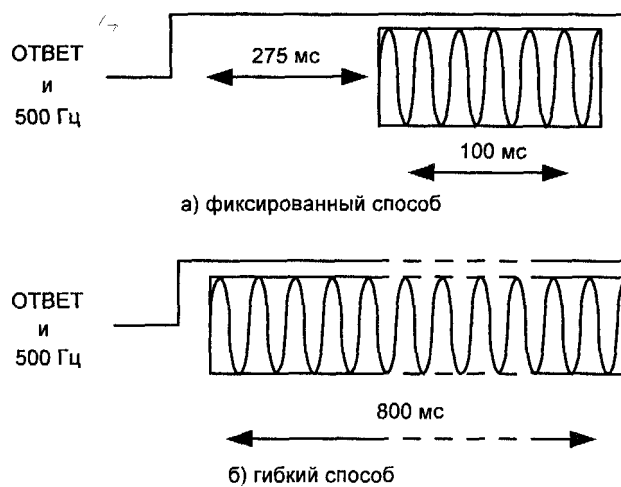 ОТВЕТ
и
500 Гц
275 мс
100 мс
а) фиксированный способ
ОТВЕТ
и
500 Гц
800 мс
б) гибкий способ